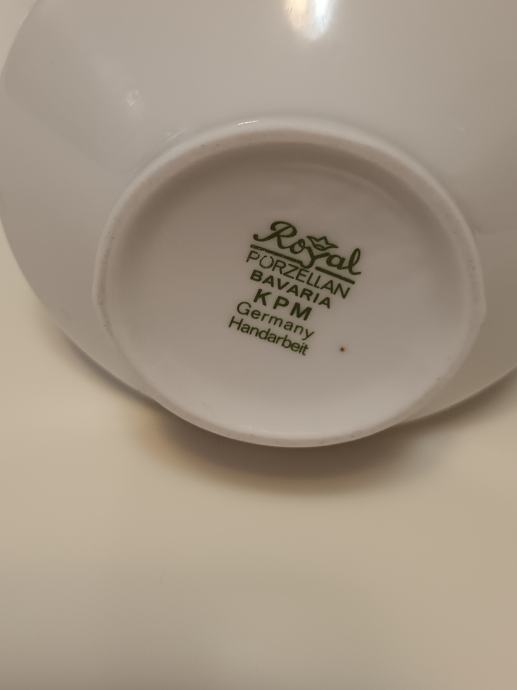 Royal
PORZELLAN
BAVARIA
KPM
Germany
Handarbeit